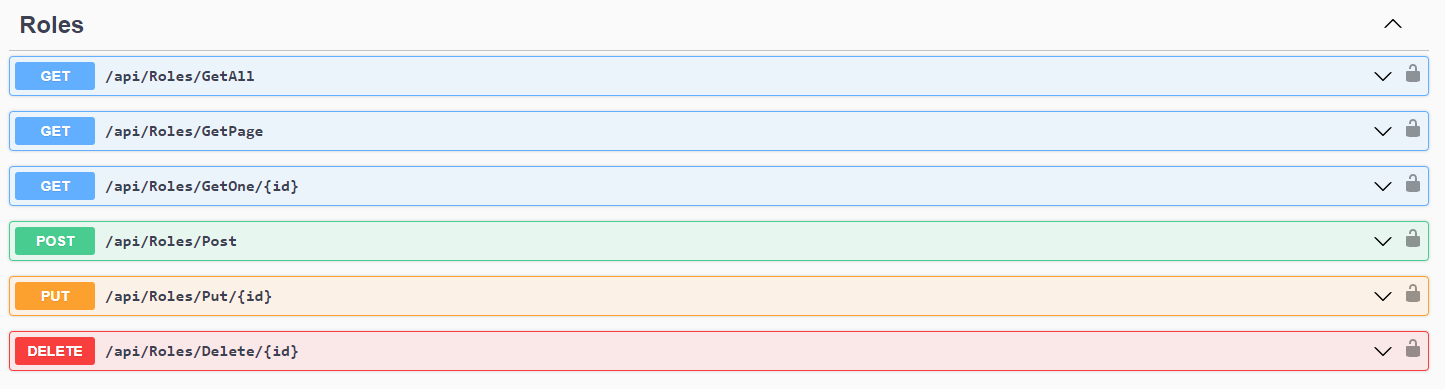 Roles
GET /api/Roles/GetAll
GET /api/Roles/GetPage
GET /api/Roles/GetOne/{id}
POST /api/Roles/Post
PUT /api/Roles/Put/{id}
DELETE /api/Roles/Delete/{id}